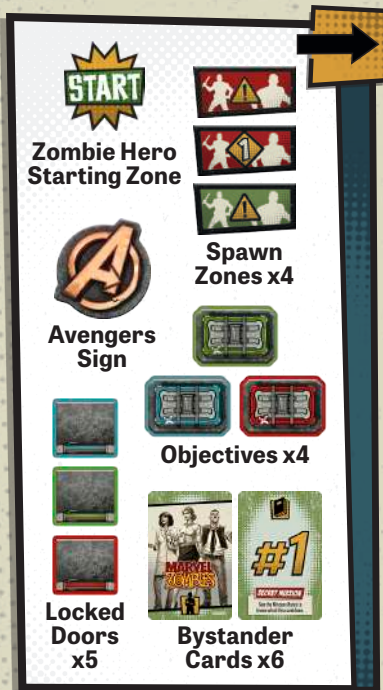 START
Zombie Hero
Starting Zone
1
Spawn
Zones x4
Avengers
Sign
Objectives x4
Locked
Doors
x5
MARVEL
ZOMBIES
#1
SECRET MISSION
Bystander
Cards x6